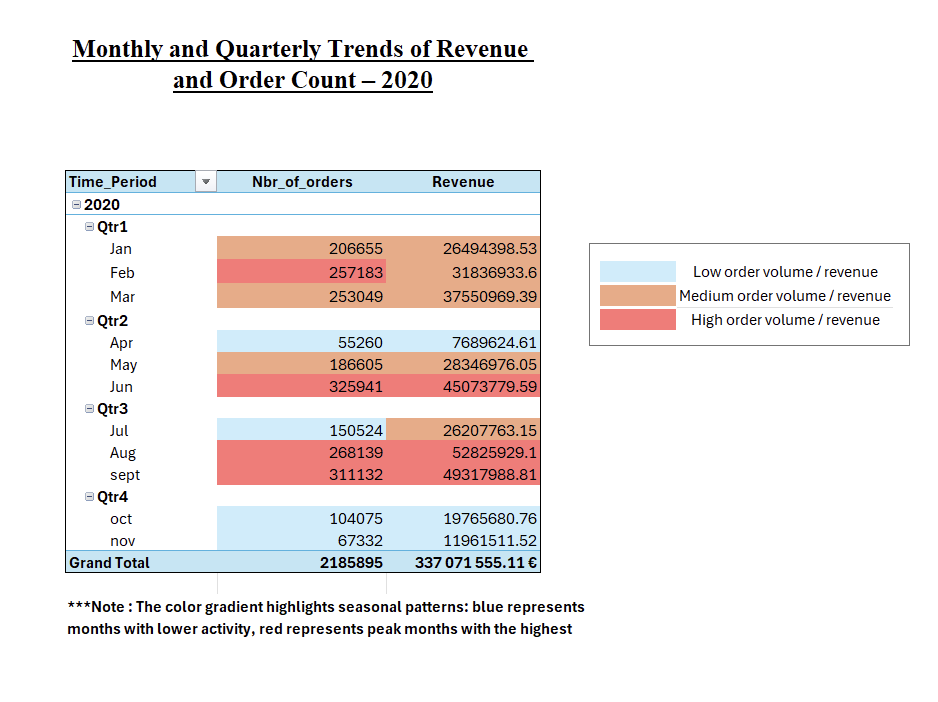 Monthly and Quarterly Trends of Revenue
and Order Count – 2020
Time_Period Nbr_of_orders Revenue
2020
Qtr1
Jan 206655 26494398.53
Feb 257183 31836933.6
Mar 253049 37550969.39
Qtr2
Apr 55260 7689624.61
May 186605 28346976.05
Jun 325941 45073779.59
Qtr3
Jul 150524 26207763.15
Aug 268139 52825929.1
sept 311132 49317988.81
Qtr4
oct 104075 19765680.76
nov 67332 11961511.52
Grand Total 2185895 337 071 555.11 €
Low order volume / revenue
Medium order volume / revenue
High order volume / revenue
***Note : The color gradient highlights seasonal patterns: blue represents
months with lower activity, red represents peak months with the highest